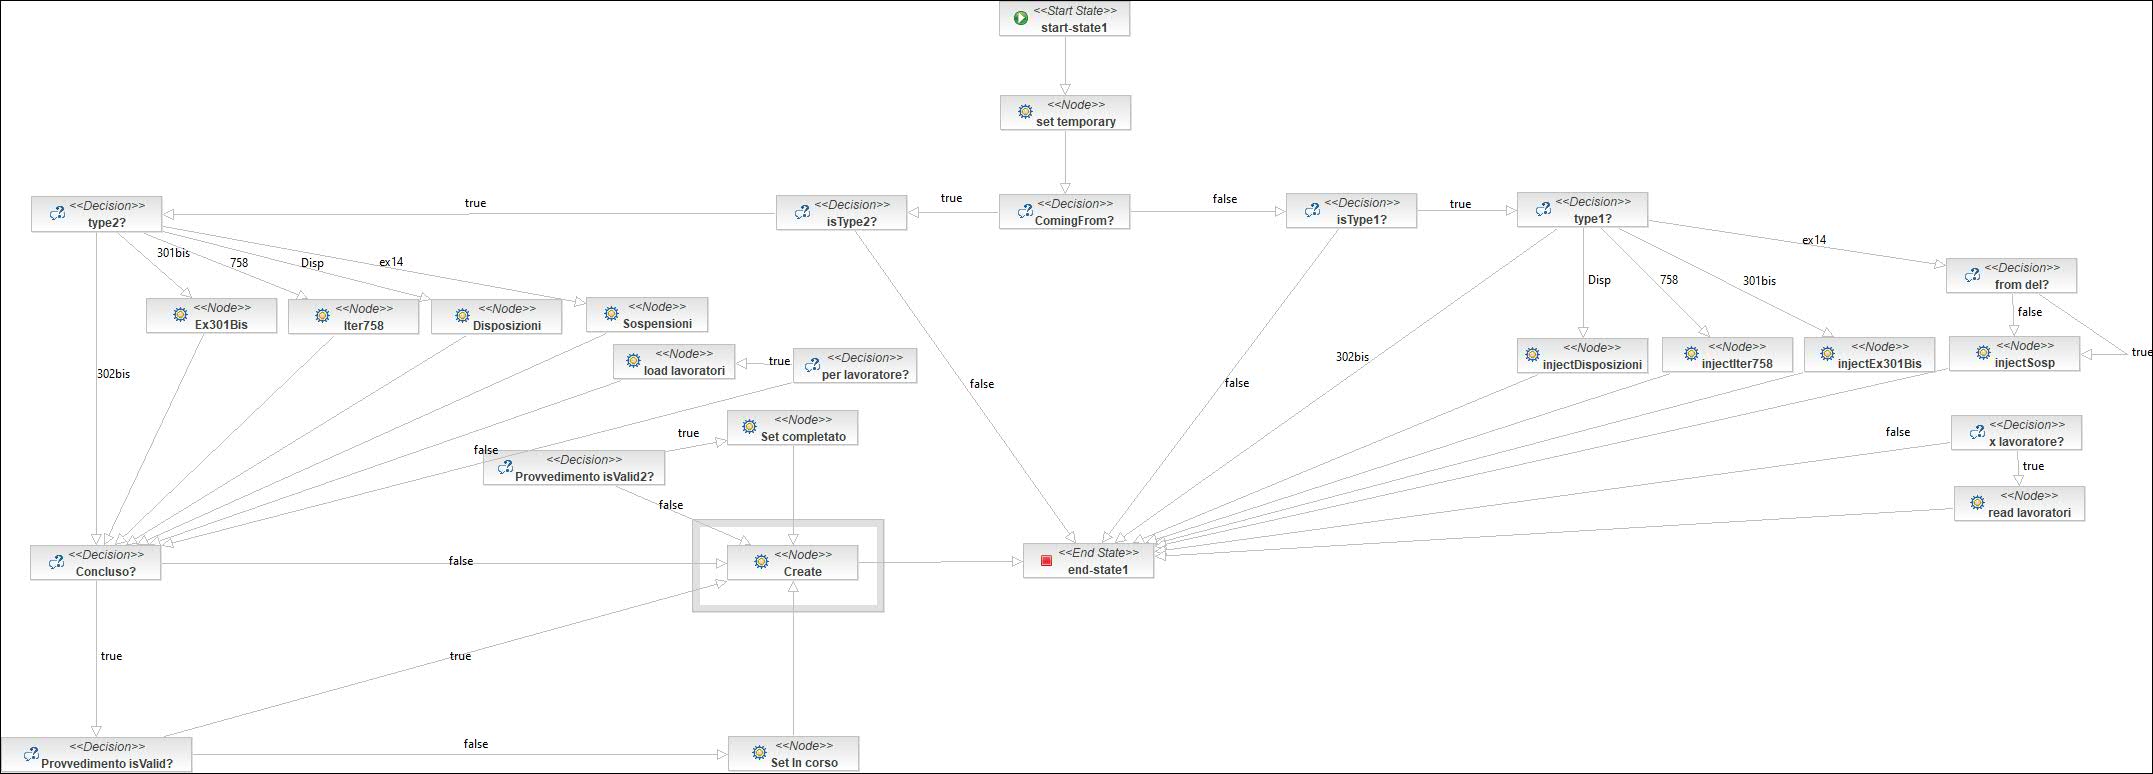 <<Start State>>
start-state1
<<Node>>
set temporary
<<Decision>>
type2?
true
<<Decision>>
isType2?
true
<<Decision>>
ComingFrom?
false
<<Decision>>
isType1?
true
<<Decision>>
type1?
301bis
758
Disp
ex14
ex14
<<Decision>>
from del?
Disp
758
301bis
false
<<Node>>
Ex301Bis
<<Node>>
Iter758
<<Node>>
Disposizioni
<<Node>>
Sospensioni
302bis
<<Node>>
load lavoratori
true
<<Decision>>
per lavoratore?
302bis
false
false
<<Node>>
injectDisposizioni
<<Node>>
injectIter758
<<Node>>
injectEx301Bis
<<Node>>
injectSosp
true
<<Node>>
Set completato
true
false
<<Decision>>
Provvedimento isValid2?
false
false
<<Decision>>
x lavoratore?
true
<<Node>>
read lavoratori
<<Decision>>
Concluso?
false
<<Node>>
Create
<<End State>>
end-state1
true
true
<<Decision>>
Provvedimento isValid?
false
<<Node>>
Set In corso